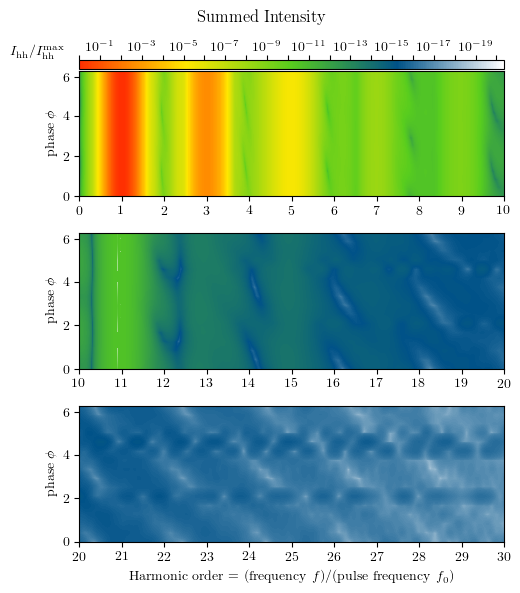 Summed Intensity
I_hh/I_hh^max 10^−1 10^−3 10^−5 10^−7 10^−9 10^−11 10^−13 10^−15 10^−17 10^−19
phase ϕ
6
4
2
0
0 1 2 3 4 5 6 7 8 9 10
phase ϕ
6
4
2
0
10 11 12 13 14 15 16 17 18 19 20
phase ϕ
6
4
2
0
20 21 22 23 24 25 26 27 28 29 30
Harmonic order = (frequency f)/(pulse frequency f_0)